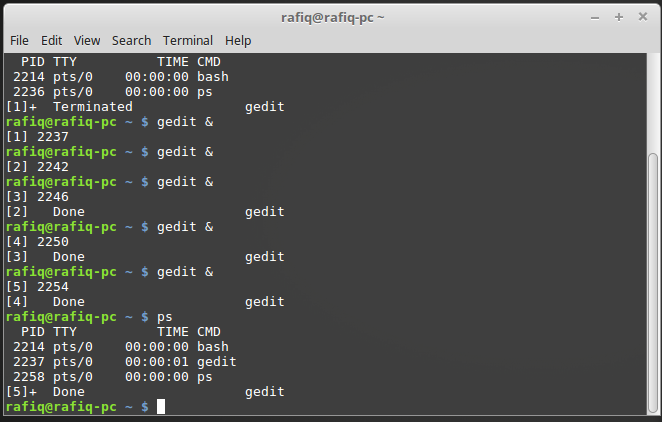 rafiq@rafiq-pc ~
File Edit View Search Terminal Help
  PID TTY          TIME CMD
 2214 pts/0    00:00:00 bash
 2236 pts/0    00:00:00 ps
[1]+  Terminated              gedit
rafiq@rafiq-pc ~ $ gedit &
[1] 2237
rafiq@rafiq-pc ~ $ gedit &
[2] 2242
rafiq@rafiq-pc ~ $ gedit &
[3] 2246
[2]   Done                    gedit
rafiq@rafiq-pc ~ $ gedit &
[4] 2250
[3]   Done                    gedit
rafiq@rafiq-pc ~ $ gedit &
[5] 2254
[4]   Done                    gedit
rafiq@rafiq-pc ~ $ ps
  PID TTY          TIME CMD
 2214 pts/0    00:00:00 bash
 2237 pts/0    00:00:01 gedit
 2258 pts/0    00:00:00 ps
[5]+  Done                    gedit
rafiq@rafiq-pc ~ $